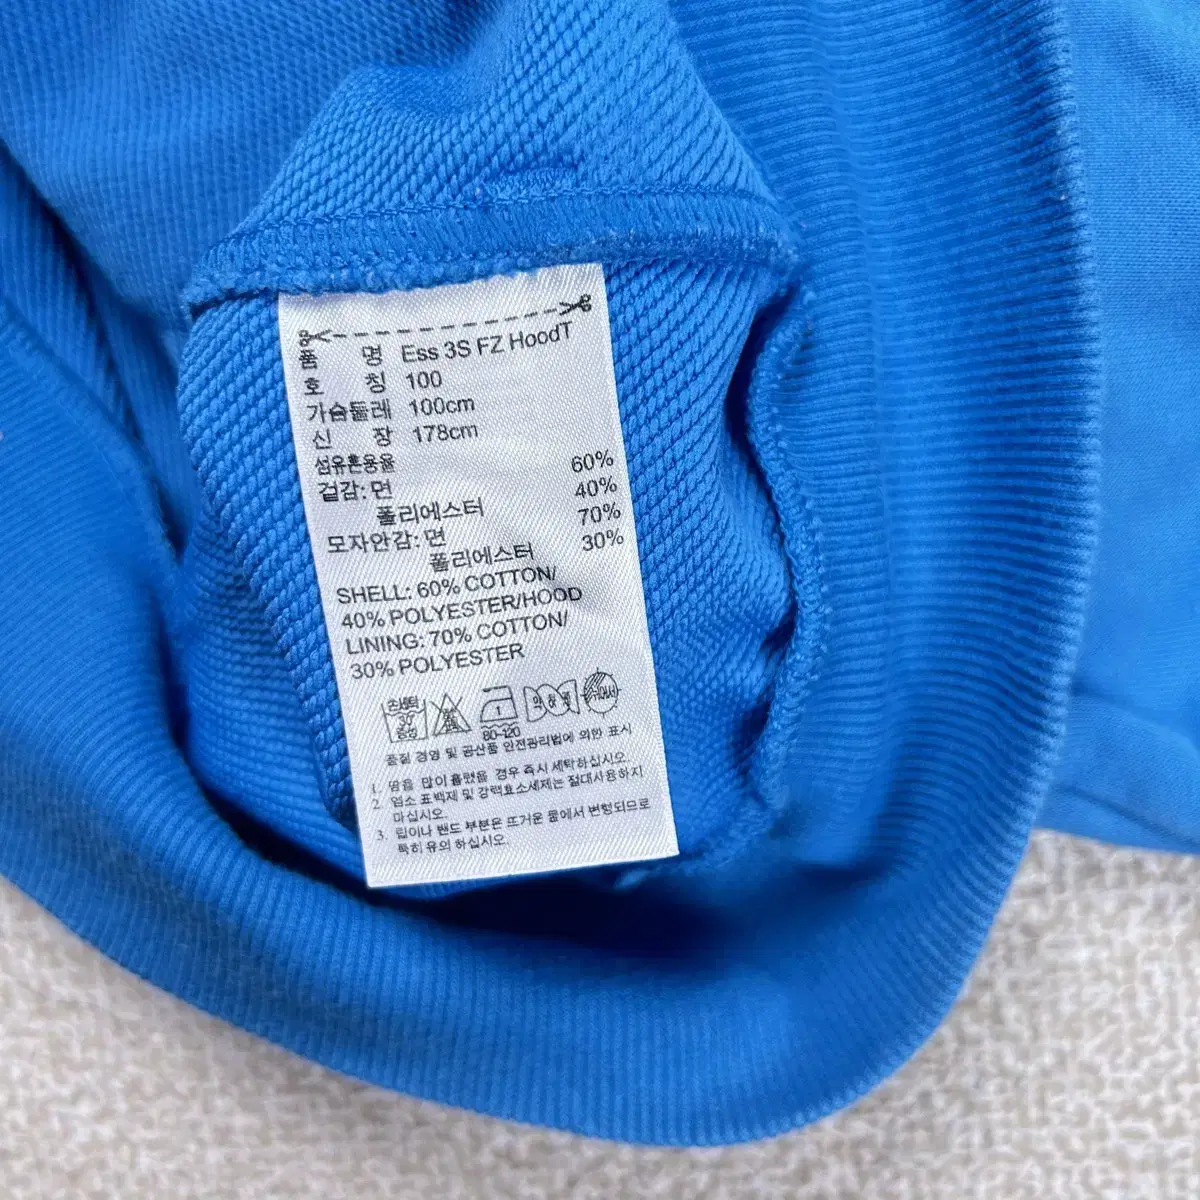 품 명 Ess 3S FZ HoodT
호 칭 100
가슴둘레 100cm
신 장 178cm
섬유혼용율
겉감: 면 60%
폴리에스터 40%
모자안감: 면 70%
폴리에스터 30%
SHELL: 60% COTTON/
40% POLYESTER/HOOD
LINING: 70% COTTON/
30% POLYESTER
손세탁
30°
중성
1
80-120
품질 경영 및 공산품 안전관리법에 의한 표시
1. 땀을 많이 흘렸을 경우 즉시 세탁하십시오.
2. 염소 표백제 및 강력효소세제는 절대사용하지
마십시오.
3. 립이나 밴드 부분은 뜨거운 물에서 변형되므로
특히 유의 하십시오.